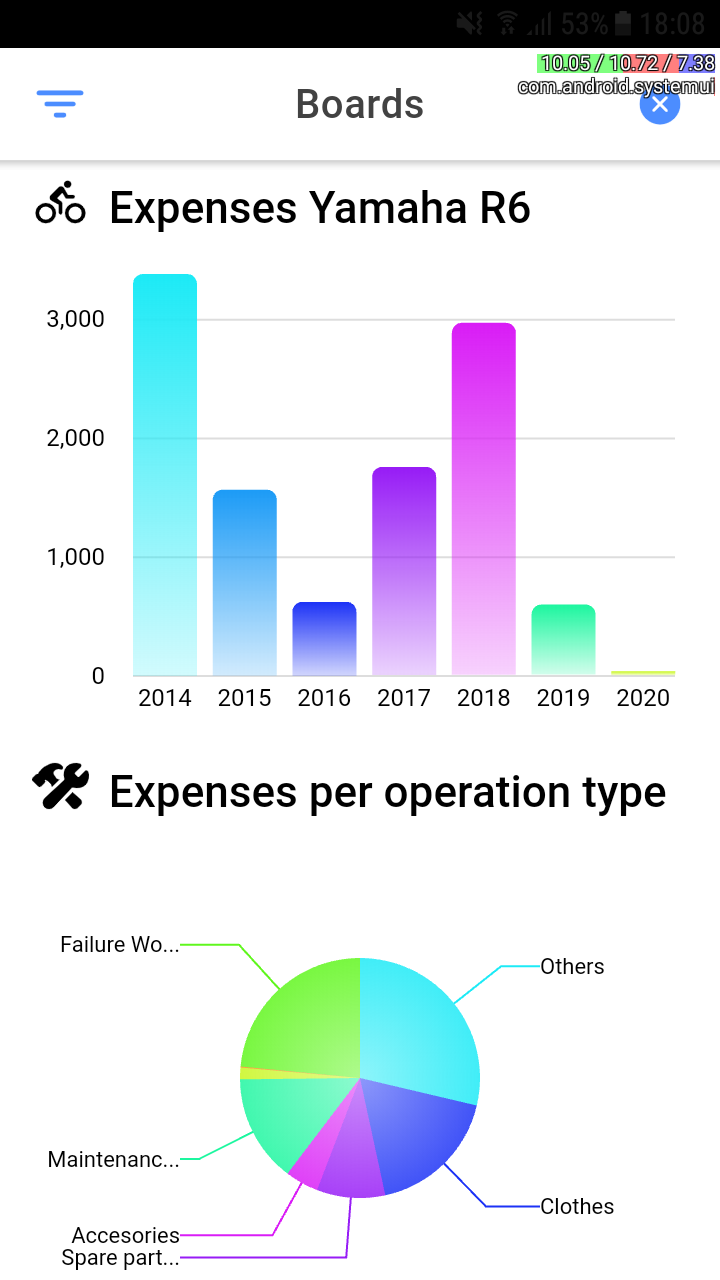 53% 18:08
10.05 / 10.72 / 7.38
com.android.systemui
Boards
Expenses Yamaha R6
3,000
2,000
1,000
0
2014 2015 2016 2017 2018 2019 2020
Expenses per operation type
Failure Wo...
Others
Maintenanc...
Clothes
Accesories
Spare part...